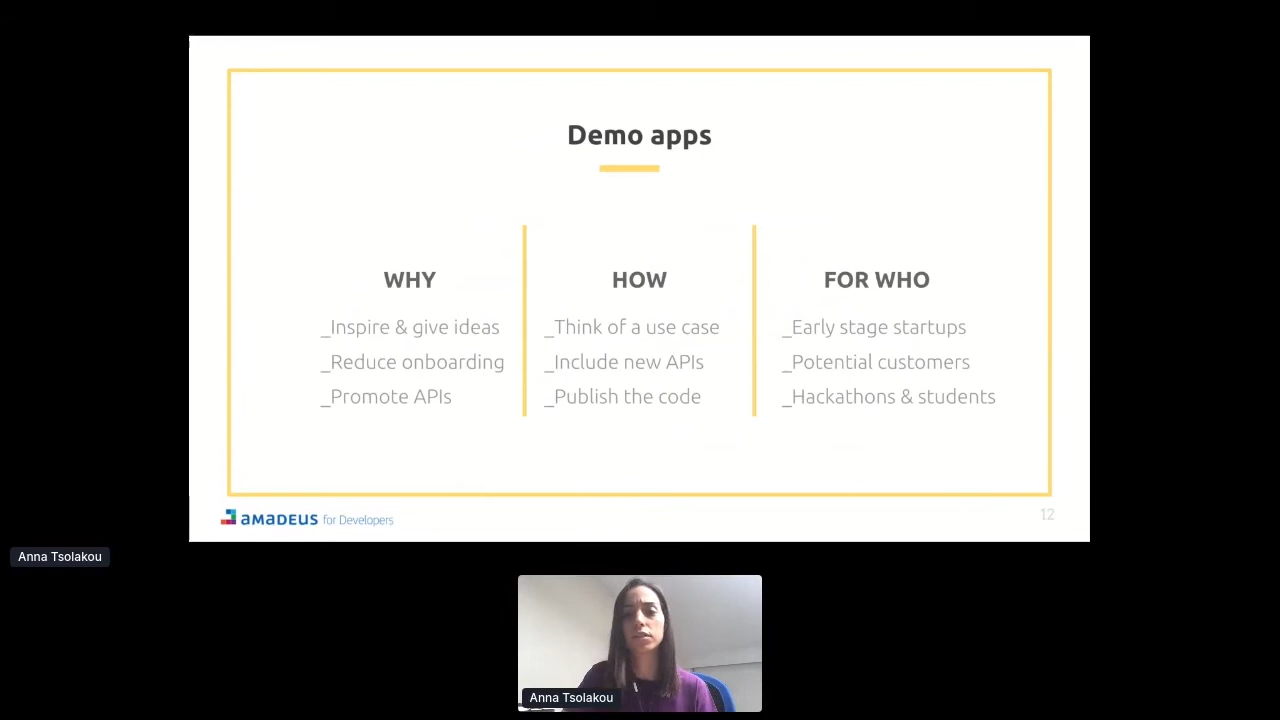 Demo apps
WHY
_Inspire & give ideas
_Reduce onboarding
_Promote APIs
HOW
_Think of a use case
_Include new APIs
_Publish the code
FOR WHO
_Early stage startups
_Potential customers
_Hackathons & students
amadeus for Developers
12
Anna Tsolakou
Anna Tsolakou